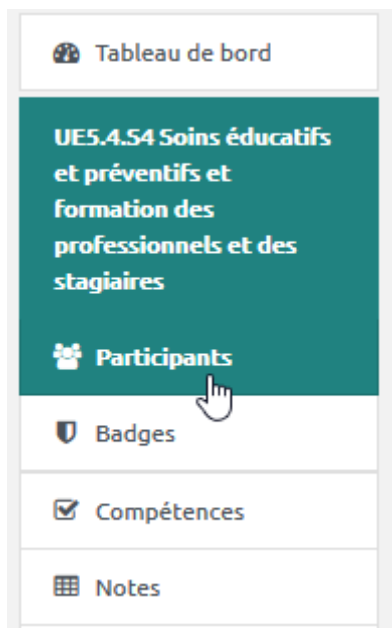 Tableau de bord
UE5.4.S4 Soins éducatifs
et préventifs et
formation des
professionnels et des
stagiaires
Participants
Badges
Compétences
Notes